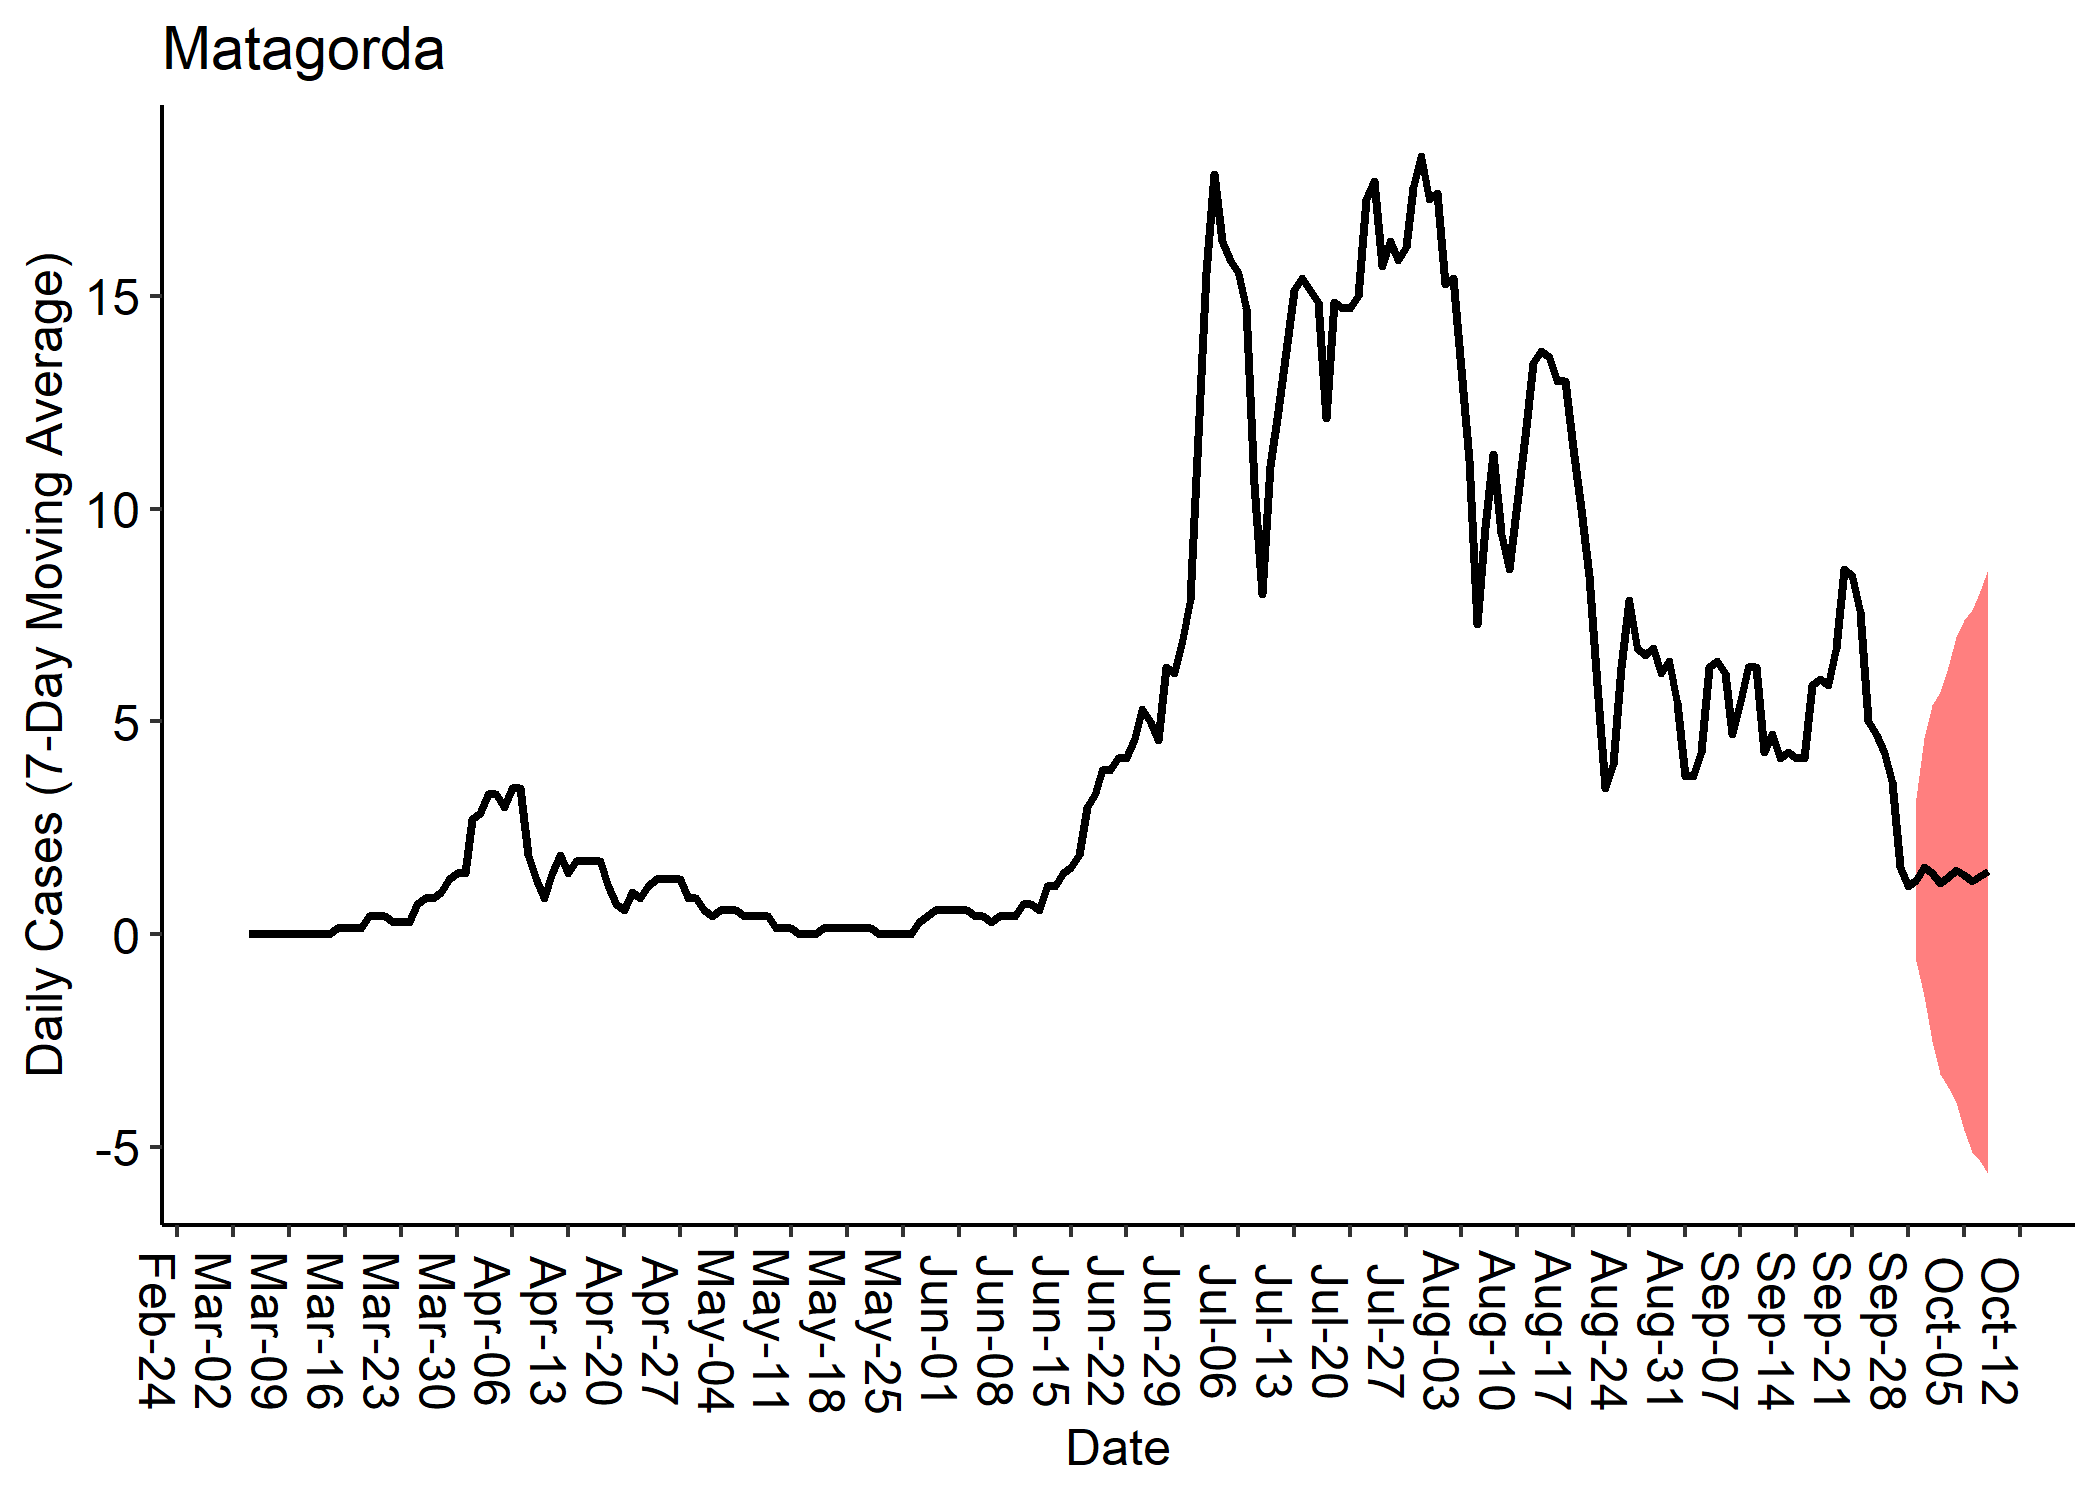 Matagorda
Daily Cases (7-Day Moving Average)
15
10
5
0
-5
Feb-24
Mar-02
Mar-09
Mar-16
Mar-23
Mar-30
Apr-06
Apr-13
Apr-20
Apr-27
May-04
May-11
May-18
May-25
Jun-01
Jun-08
Jun-15
Jun-22
Jun-29
Jul-06
Jul-13
Jul-20
Jul-27
Aug-03
Aug-10
Aug-17
Aug-24
Aug-31
Sep-07
Sep-14
Sep-21
Sep-28
Oct-05
Oct-12
Date